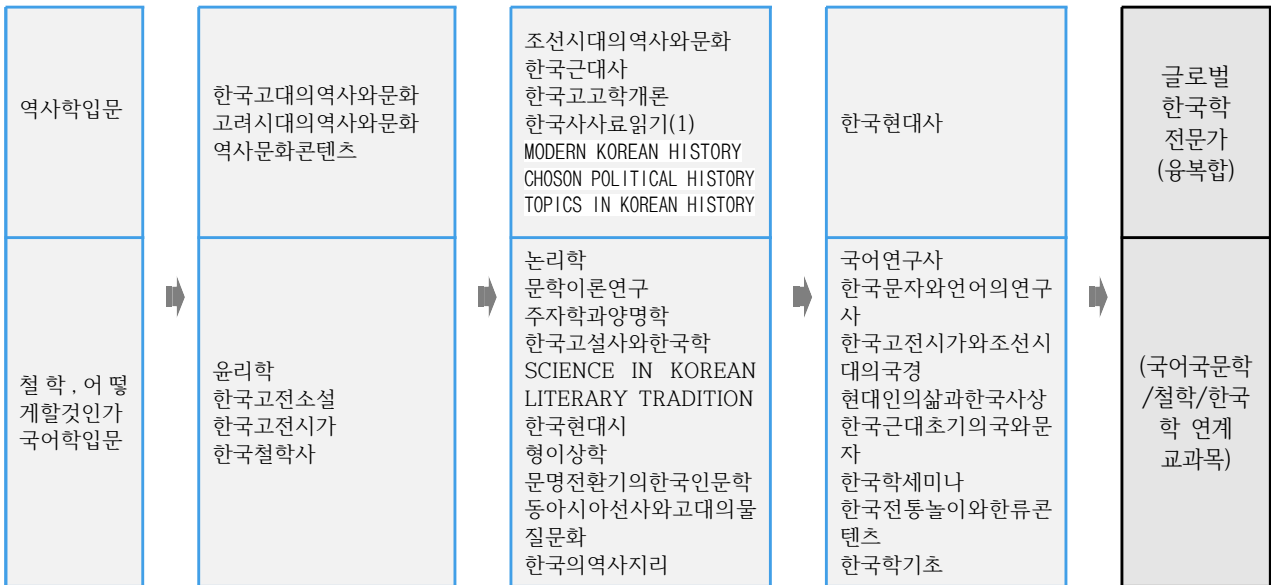 역사학입문
한국고대의역사와문화
고려시대의역사와문화
역사문화콘텐츠
조선시대의역사와문화
한국근대사
한국고고학개론
한국사사료읽기(1)
MODERN KOREAN HISTORY
CHOSON POLITICAL HISTORY
TOPICS IN KOREAN HISTORY
한국현대사
글로벌
한국학
전문가
(융복합)
철학,어떻
게할것인가
국어학입문
윤리학
한국고전소설
한국고전시가
한국철학사
논리학
문학이론연구
주자학과양명학
한국고설사와한국학
SCIENCE IN KOREAN
LITERARY TRADITION
한국현대시
형이상학
문명전환기의한국인문학
동아시아선사와고대의물
질문화
한국의역사지리
국어연구사
한국문자와언어의연구
사
한국고전시가와조선시
대의국경
현대인의삶과한국사상
한국근대초기의국와문
자
한국학세미나
한국전통놀이와한류콘
텐츠
한국학기초
(국어국문학
/철학/한국
학 연계
교과목)